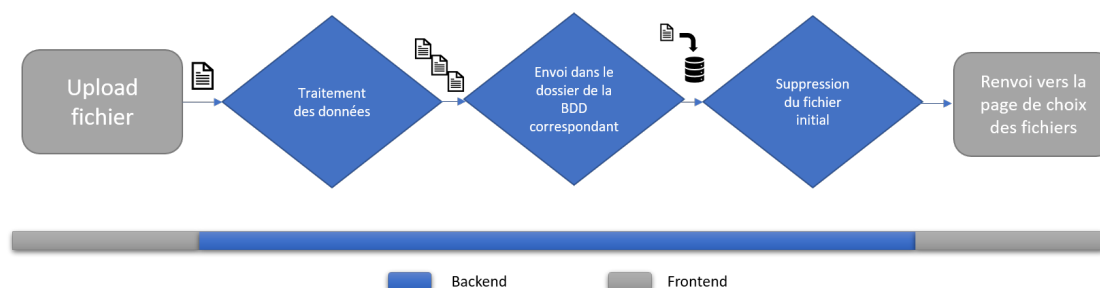 Upload
fichier
Traitement
des données
Envoi dans le
dossier de la
BDD
correspondant
Suppression
du fichier
initial
Renvoi vers la
page de choix
des fichiers
Backend
Frontend